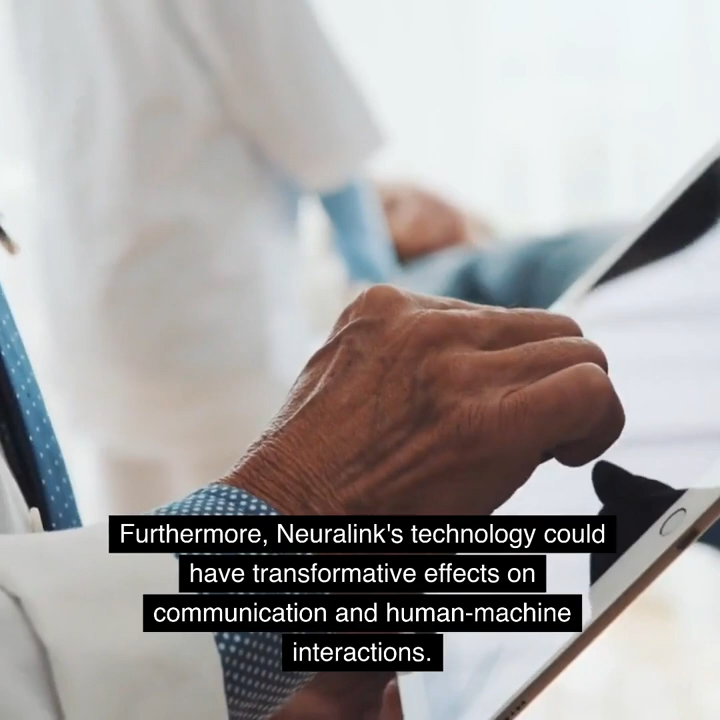 Furthermore, Neuralink's technology could
have transformative effects on
communication and human-machine
interactions.